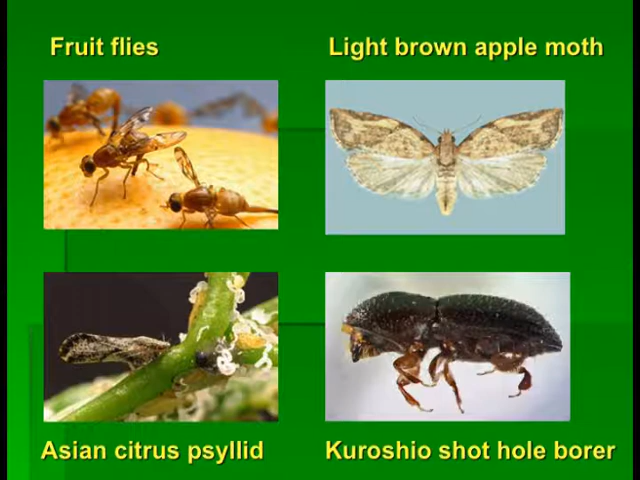 Fruit flies
Light brown apple moth
Asian citrus psyllid
Kuroshio shot hole borer